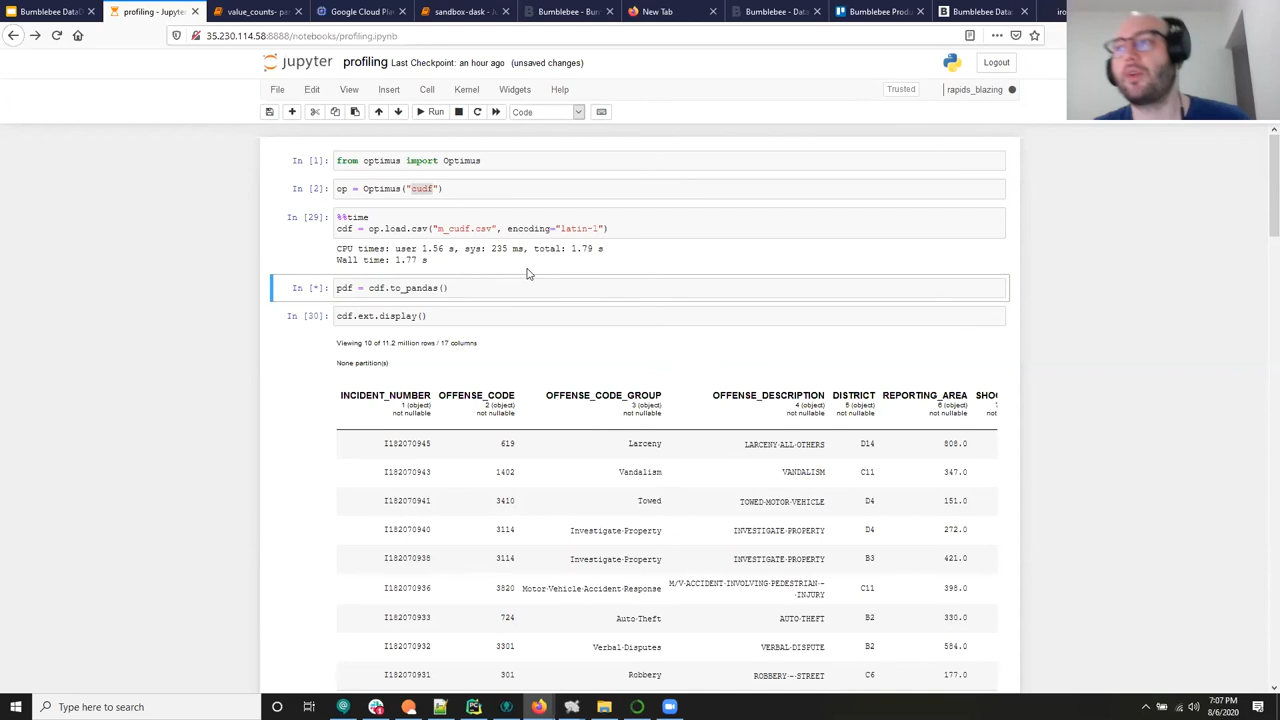 Bumblebee Data
profiling - Jupyter
value_counts- pa
Google Cloud Plat
sandbox-dask - Ju
Bumblebee - Bun
New Tab
Bumblebee - Data
Bumblebee Produ
Bumblebee Data
35.230.114.58:8888/notebooks/profiling.ipynb
jupyter profiling Last Checkpoint: an hour ago (unsaved changes)
Logout
File Edit View Insert Cell Kernel Widgets Help
Trusted
rapids_blazing
Run
Code
In [1]: from optimus import Optimus
In [2]: op = Optimus("cudf")
In [29]: %%time
cdf = op.load.csv("m_cudf.csv", encoding="latin-1")
CPU times: user 1.56 s, sys: 235 ms, total: 1.79 s
Wall time: 1.77 s
In [*]: pdf = cdf.to_pandas()
In [30]: cdf.ext.display()
Viewing 10 of 11.2 million rows / 17 columns
None partition(s)
INCIDENT_NUMBER OFFENSE_CODE OFFENSE_CODE_GROUP OFFENSE_DESCRIPTION DISTRICT REPORTING_AREA SHOO
1 (object) 2 (object) 3 (object) 4 (object) 5 (object) 6 (object)
not nullable not nullable not nullable not nullable not nullable not nullable
I182070945 619 Larceny LARCENY·ALL·OTHERS D14 808.0
I182070943 1402 Vandalism VANDALISM C11 347.0
I182070941 3410 Towed TOWED·MOTOR·VEHICLE D4 151.0
I182070940 3114 Investigate·Property INVESTIGATE·PROPERTY D4 272.0
I182070938 3114 Investigate·Property INVESTIGATE·PROPERTY B3 421.0
I182070936 3820 Motor·Vehicle·Accident·Response M/V·ACCIDENT·INVOLVING·PEDESTRIAN·- C11 398.0
·INJURY
I182070933 724 Auto·Theft AUTO·THEFT B2 330.0
I182070932 3301 Verbal·Disputes VERBAL·DISPUTE B2 584.0
I182070931 301 Robbery ROBBERY·-·STREET C6 177.0
Type here to search
7:07 PM
8/6/2020